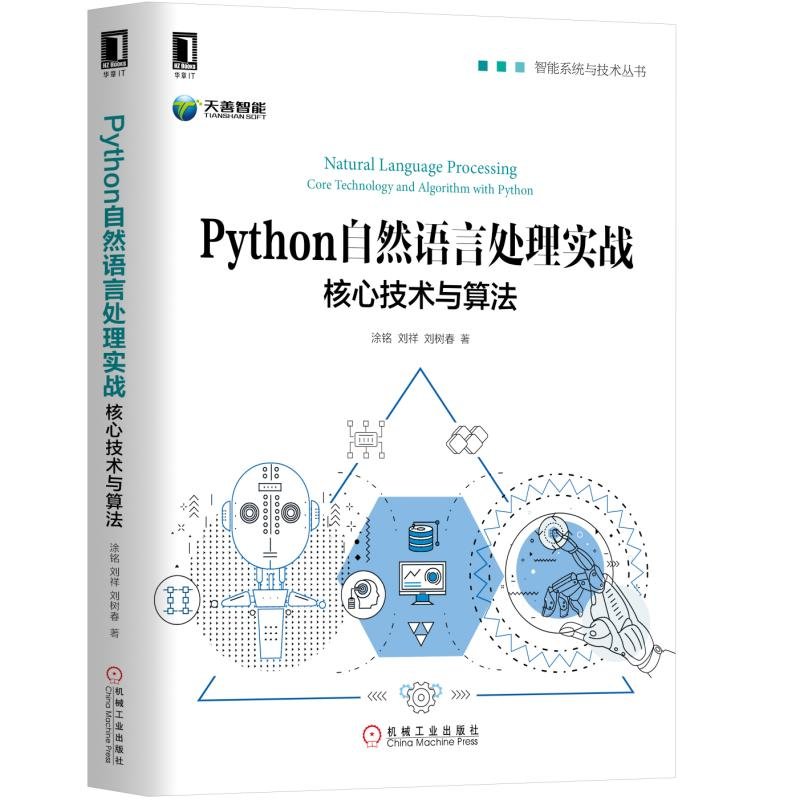 HZ Books
华章IT
Python自然语言处理实战
核心技术与算法
涂铭 刘祥 刘树春 著
机械工业出版社
China Machine Press
HZ Books
华章IT
智能系统与技术丛书
天善智能
TIANSHAN SOFT
Natural Language Processing
Core Technology and Algorithm with Python
Python自然语言处理实战
核心技术与算法
涂铭 刘祥 刘树春 著
机械工业出版社
China Machine Press